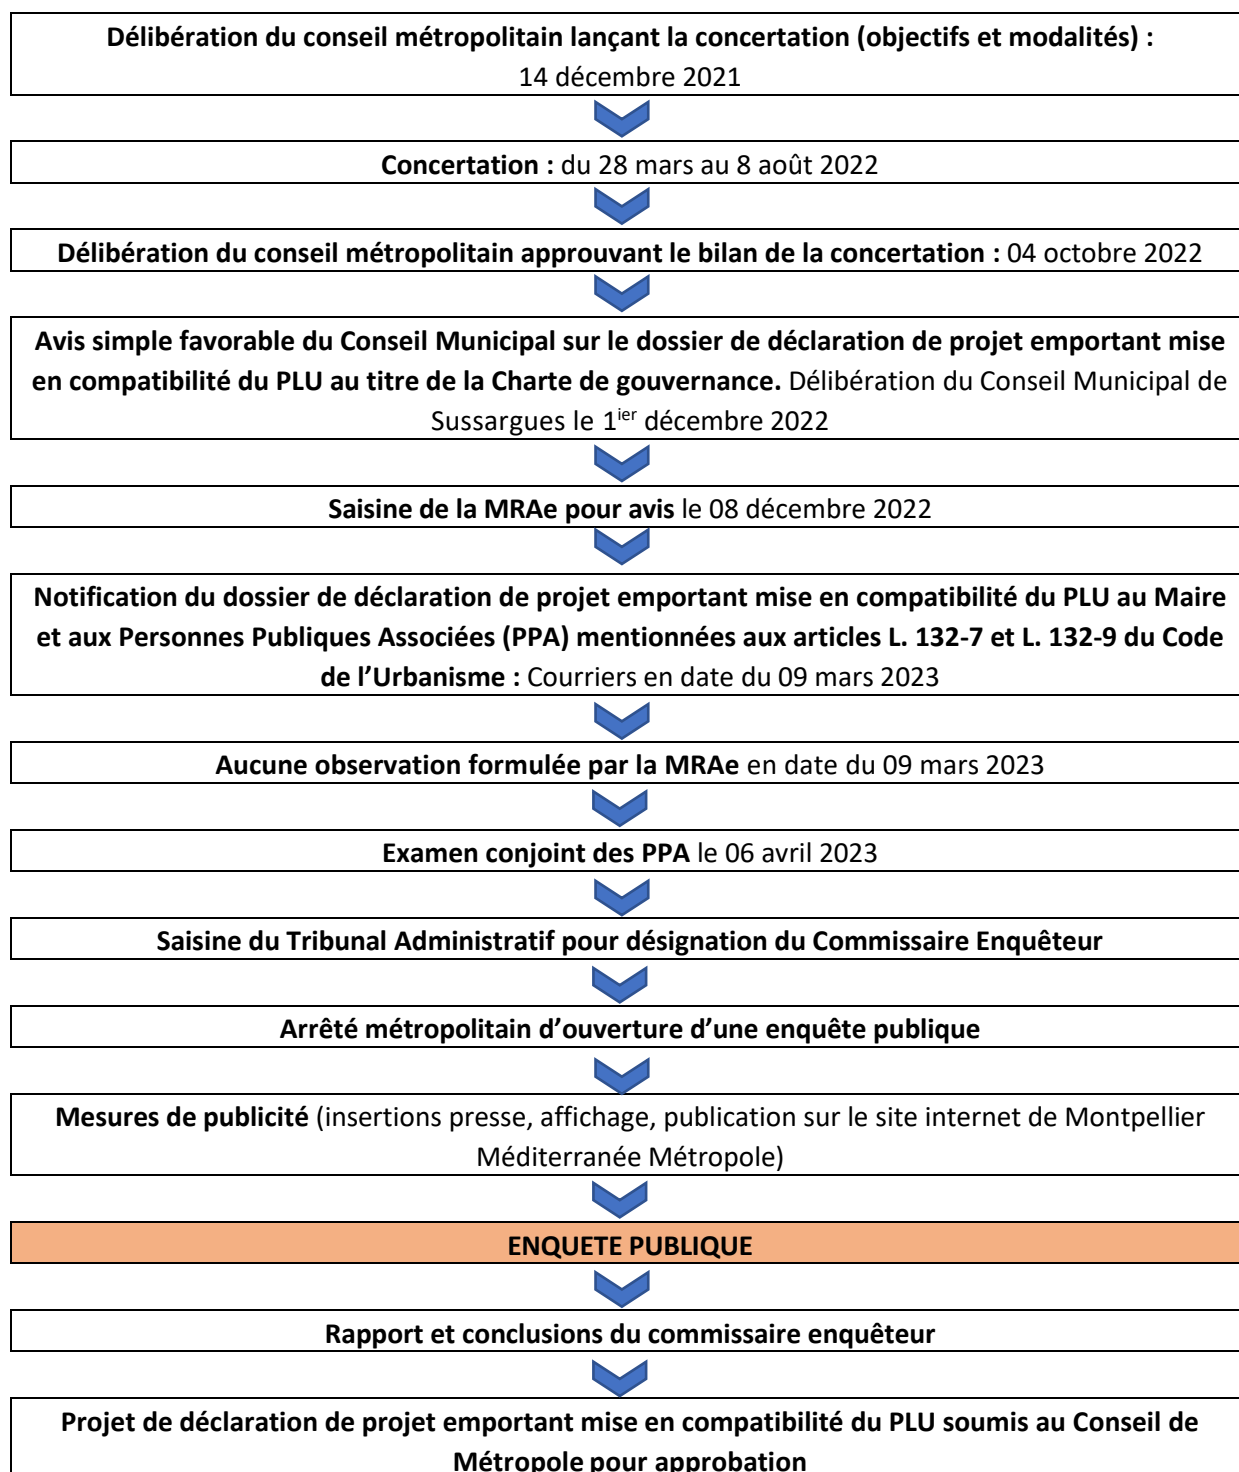 Délibération du conseil métropolitain lançant la concertation (objectifs et modalités) :
14 décembre 2021
Concertation : du 28 mars au 8 août 2022
Délibération du conseil métropolitain approuvant le bilan de la concertation : 04 octobre 2022
Avis simple favorable du Conseil Municipal sur le dossier de déclaration de projet emportant mise
en compatibilité du PLU au titre de la Charte de gouvernance. Délibération du Conseil Municipal de
Sussargues le 1ier décembre 2022
Saisine de la MRAe pour avis le 08 décembre 2022
Notification du dossier de déclaration de projet emportant mise en compatibilité du PLU au Maire
et aux Personnes Publiques Associées (PPA) mentionnées aux articles L. 132-7 et L. 132-9 du Code
de l’Urbanisme : Courriers en date du 09 mars 2023
Aucune observation formulée par la MRAe en date du 09 mars 2023
Examen conjoint des PPA le 06 avril 2023
Saisine du Tribunal Administratif pour désignation du Commissaire Enquêteur
Arrêté métropolitain d’ouverture d’une enquête publique
Mesures de publicité (insertions presse, affichage, publication sur le site internet de Montpellier
Méditerranée Métropole)
ENQUETE PUBLIQUE
Rapport et conclusions du commissaire enquêteur
Projet de déclaration de projet emportant mise en compatibilité du PLU soumis au Conseil de
Métropole pour approbation